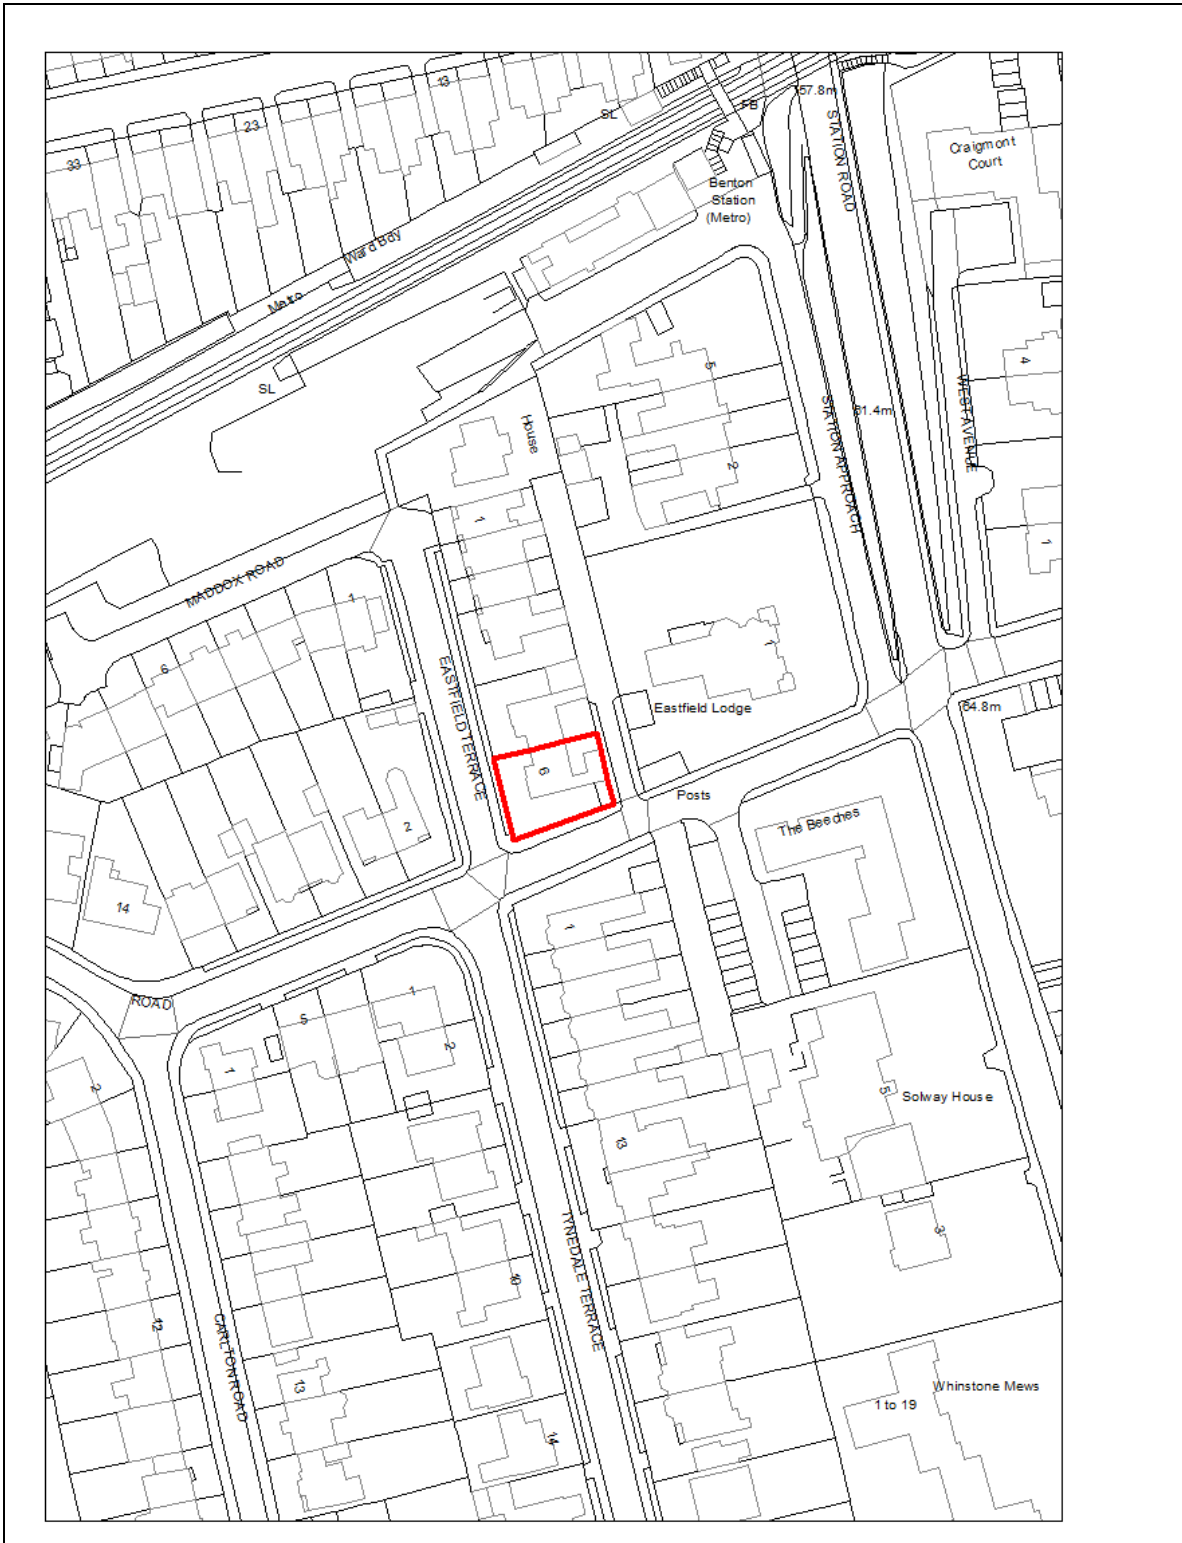 57.8m
13
FB
SL
STATION ROAD
23
Craigmont
Court
33
Benton
Station
(Metro)
Ward Bdy
Metro
4
5
SL
61.4m
WEST AVENUE
House
2
STATION APPROACH
1
1
MADDOX ROAD
1
1
6
EASTFIELD TERRACE
Eastfield Lodge
64.8m
6
Posts
2
The Beeches
14
1
ROAD
1
5
2
1
2
5
Solway House
13
3
TYNEDALE TERRACE
10
12
CARLTON ROAD
13
Whinstone Mews
1 to 19
14